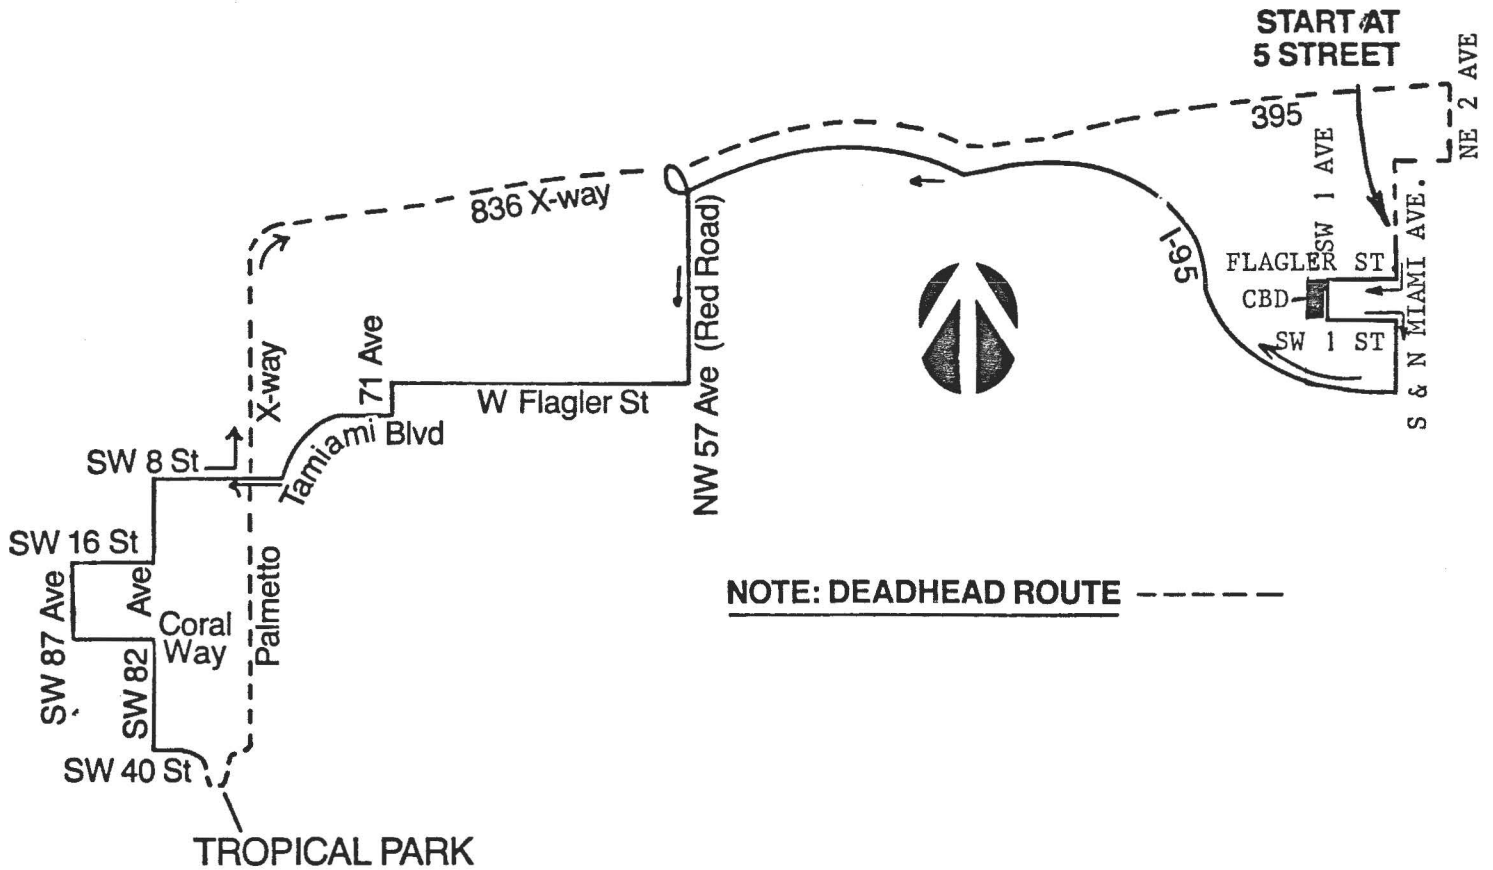 START AT
5 STREET
NE 2 AVE
395
SW 1 AVE
836 X-way
I-95
S & N MIAMI AVE.
FLAGLER ST
CBD
SW 1 ST
NW 57 Ave (Red Road)
X-way
71 Ave
W Flagler St
Tamiami Blvd
SW 8 St
SW 16 St
SW 87 Ave
SW 82 Ave
Coral
Way
Palmetto
NOTE: DEADHEAD ROUTE
SW 40 St
TROPICAL PARK